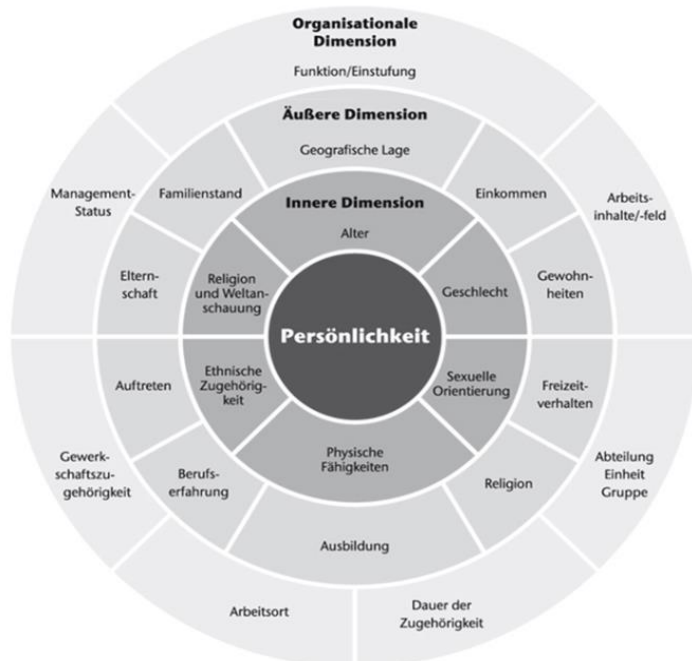 Organisationale
Dimension
Funktion/Einstufung
Äußere Dimension
Geografische Lage
Management-
Status
Familienstand
Einkommen
Arbeits-
inhalte/-feld
Innere Dimension
Alter
Eltern-
schaft
Religion
und Weltan-
schauung
Geschlecht
Gewohn-
heiten
Persönlichkeit
Auftreten
Ethnische
Zugehörig-
keit
Sexuelle
Orientierung
Freizeit-
verhalten
Gewerk-
schaftszu-
gehörigkeit
Berufs-
erfahrung
Physische
Fähigkeiten
Religion
Abteilung
Einheit
Gruppe
Ausbildung
Arbeitsort
Dauer der
Zugehörigkeit